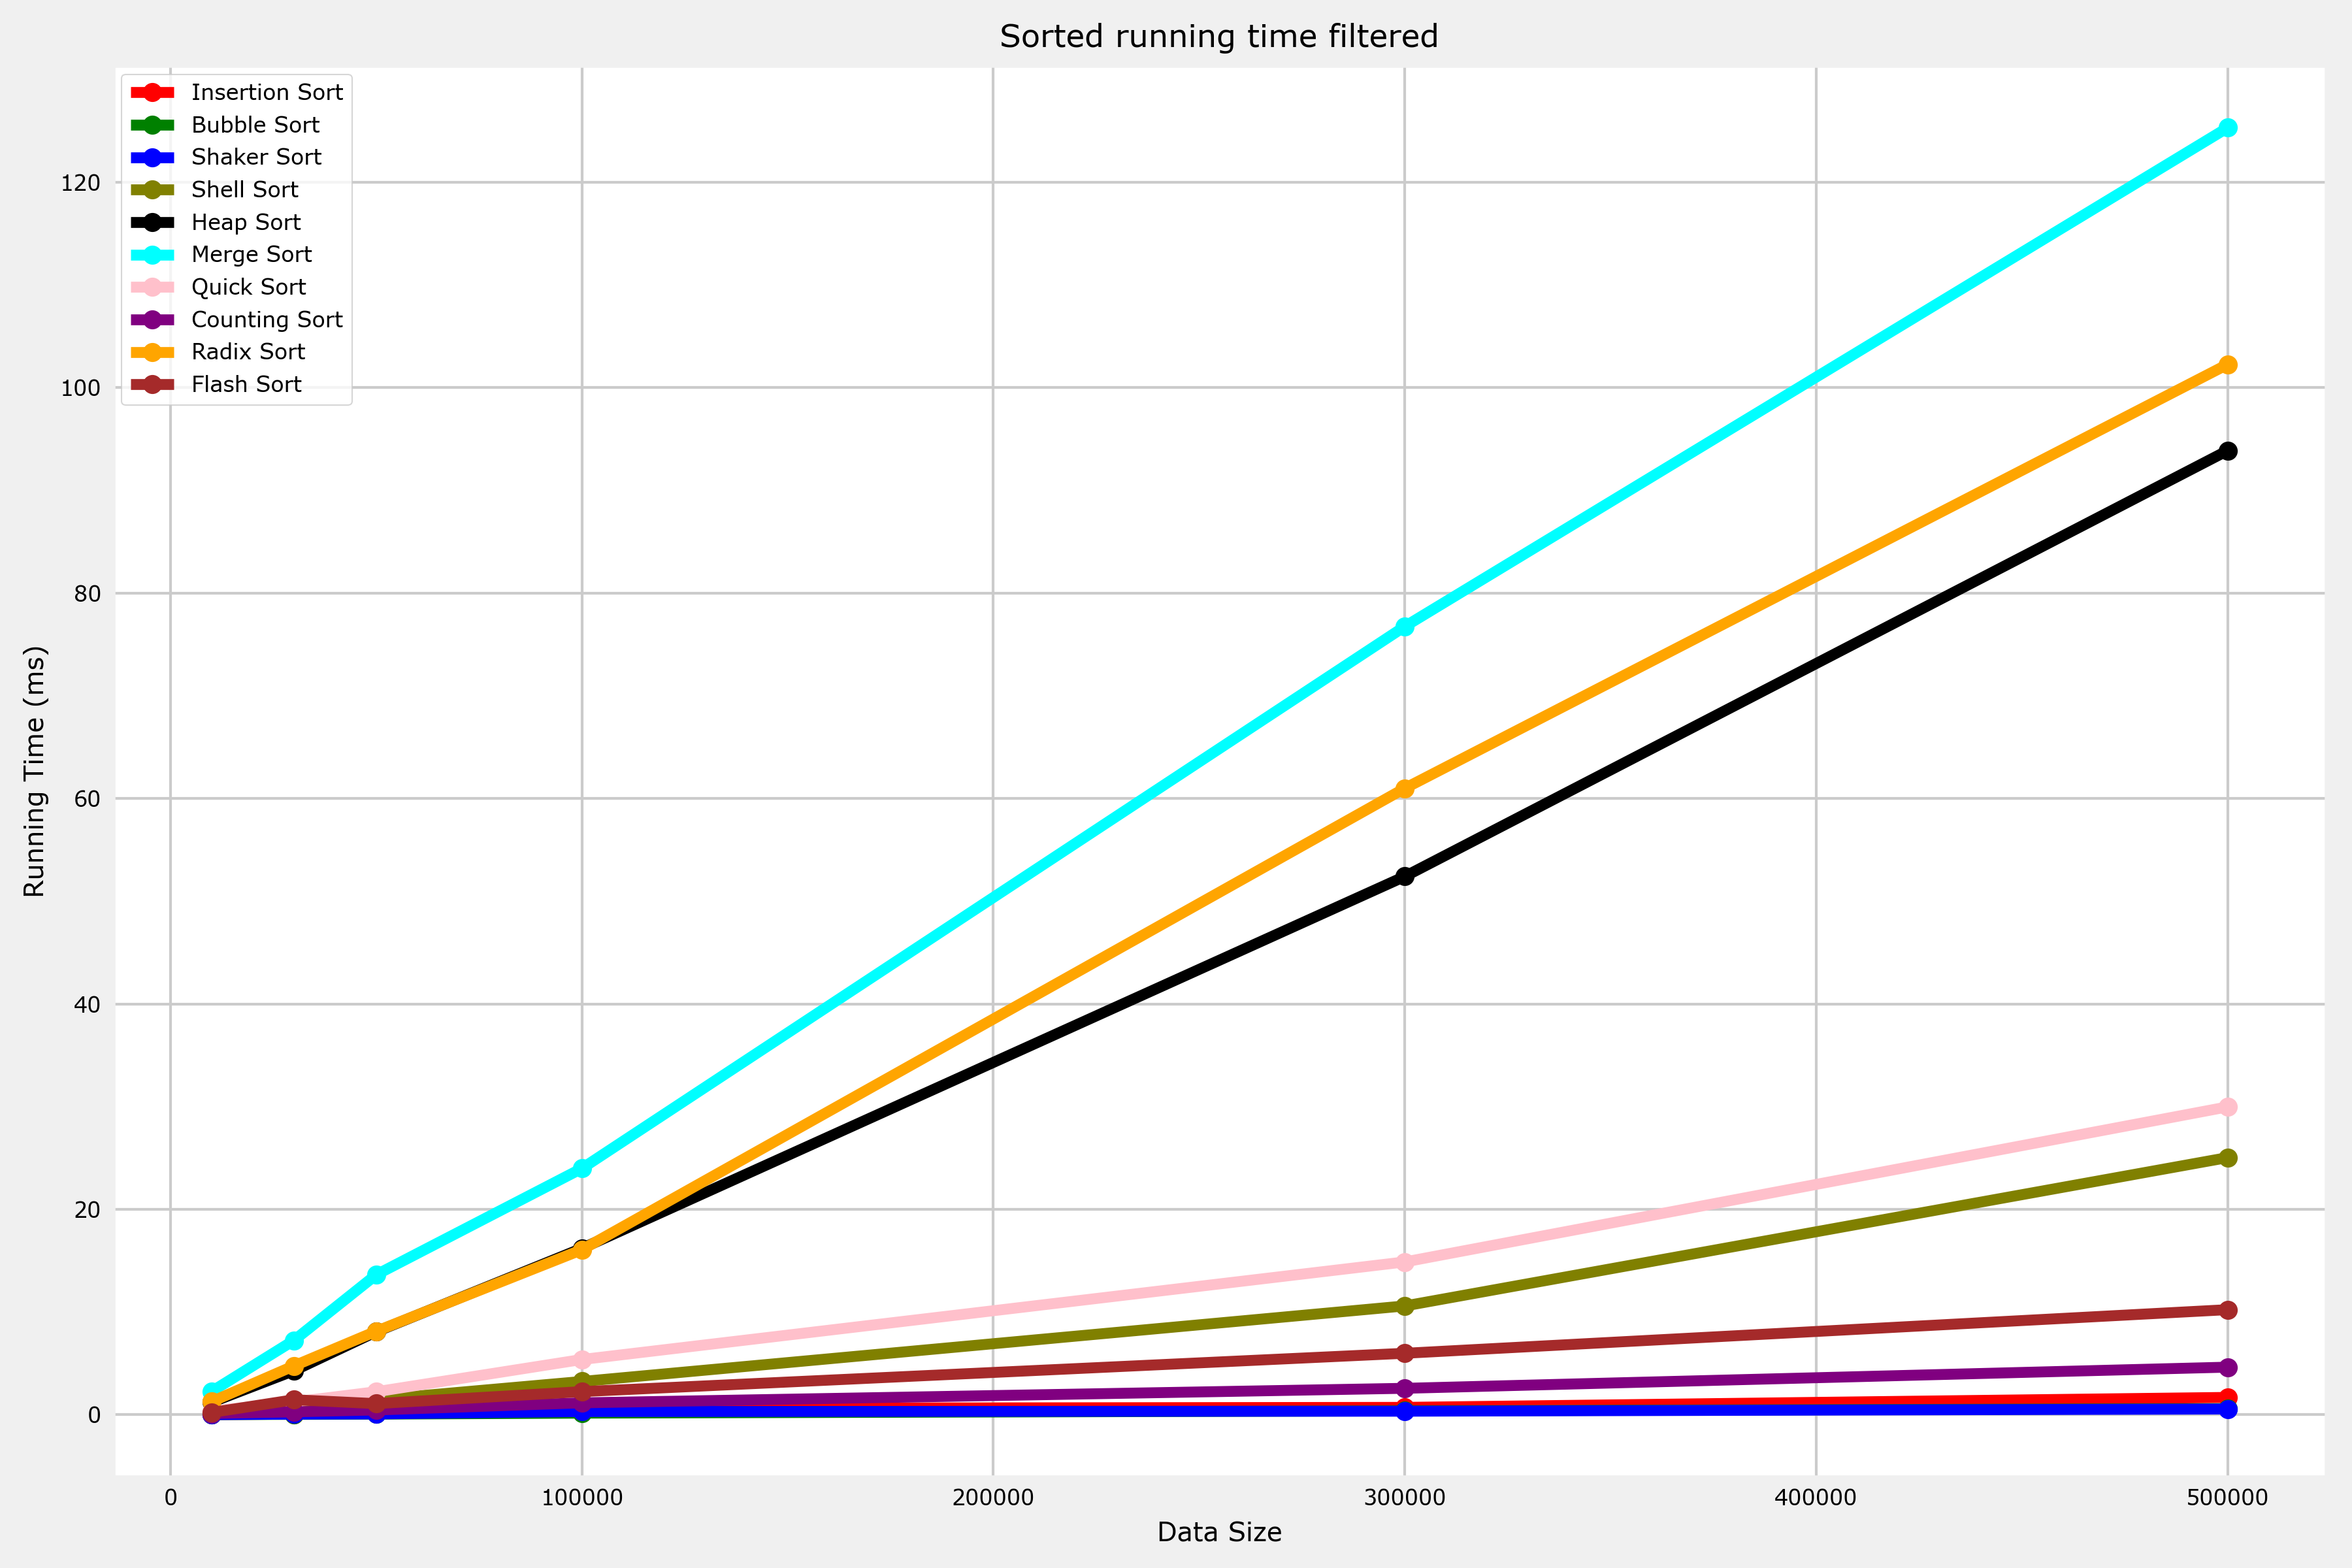 Sorted running time filtered
Insertion Sort
Bubble Sort
Shaker Sort
Shell Sort
Heap Sort
Merge Sort
Quick Sort
Counting Sort
Radix Sort
Flash Sort
120
100
80
60
40
20
0
Running Time (ms)
0 100000 200000 300000 400000 500000
Data Size